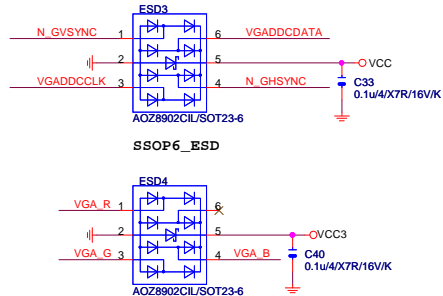 ESD3
N_GVSYNC 1 6 VGADDCDATA
2 5 VCC
VGADDCCLK 3 4 N_GHSYNC
C33
0.1u/4/X7R/16V/K
AOZ8902CIL/SOT23-6
SSOP6_ESD
ESD4
VGA_R 1 6
2 5 VCC3
VGA_G 3 4 VGA_B
C40
0.1u/4/X7R/16V/K
AOZ8902CIL/SOT23-6